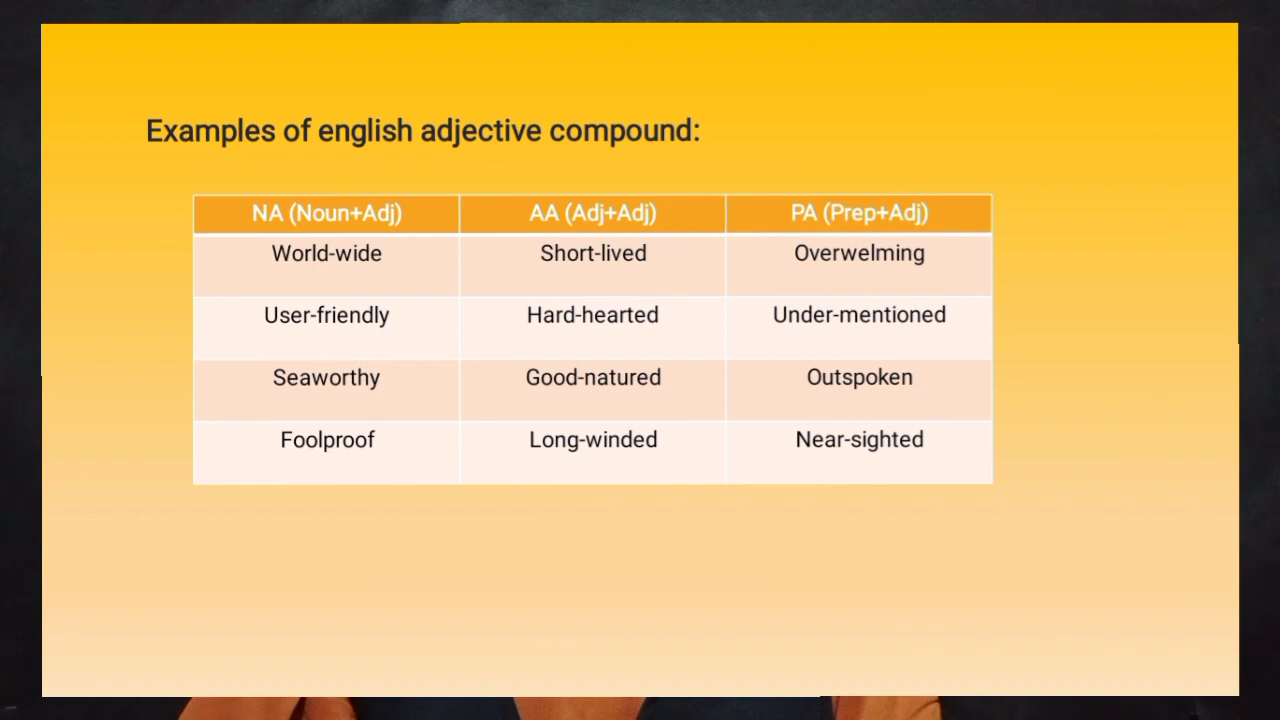 Examples of english adjective compound:
NA (Noun+Adj) AA (Adj+Adj) PA (Prep+Adj)
World-wide Short-lived Overwelming
User-friendly Hard-hearted Under-mentioned
Seaworthy Good-natured Outspoken
Foolproof Long-winded Near-sighted